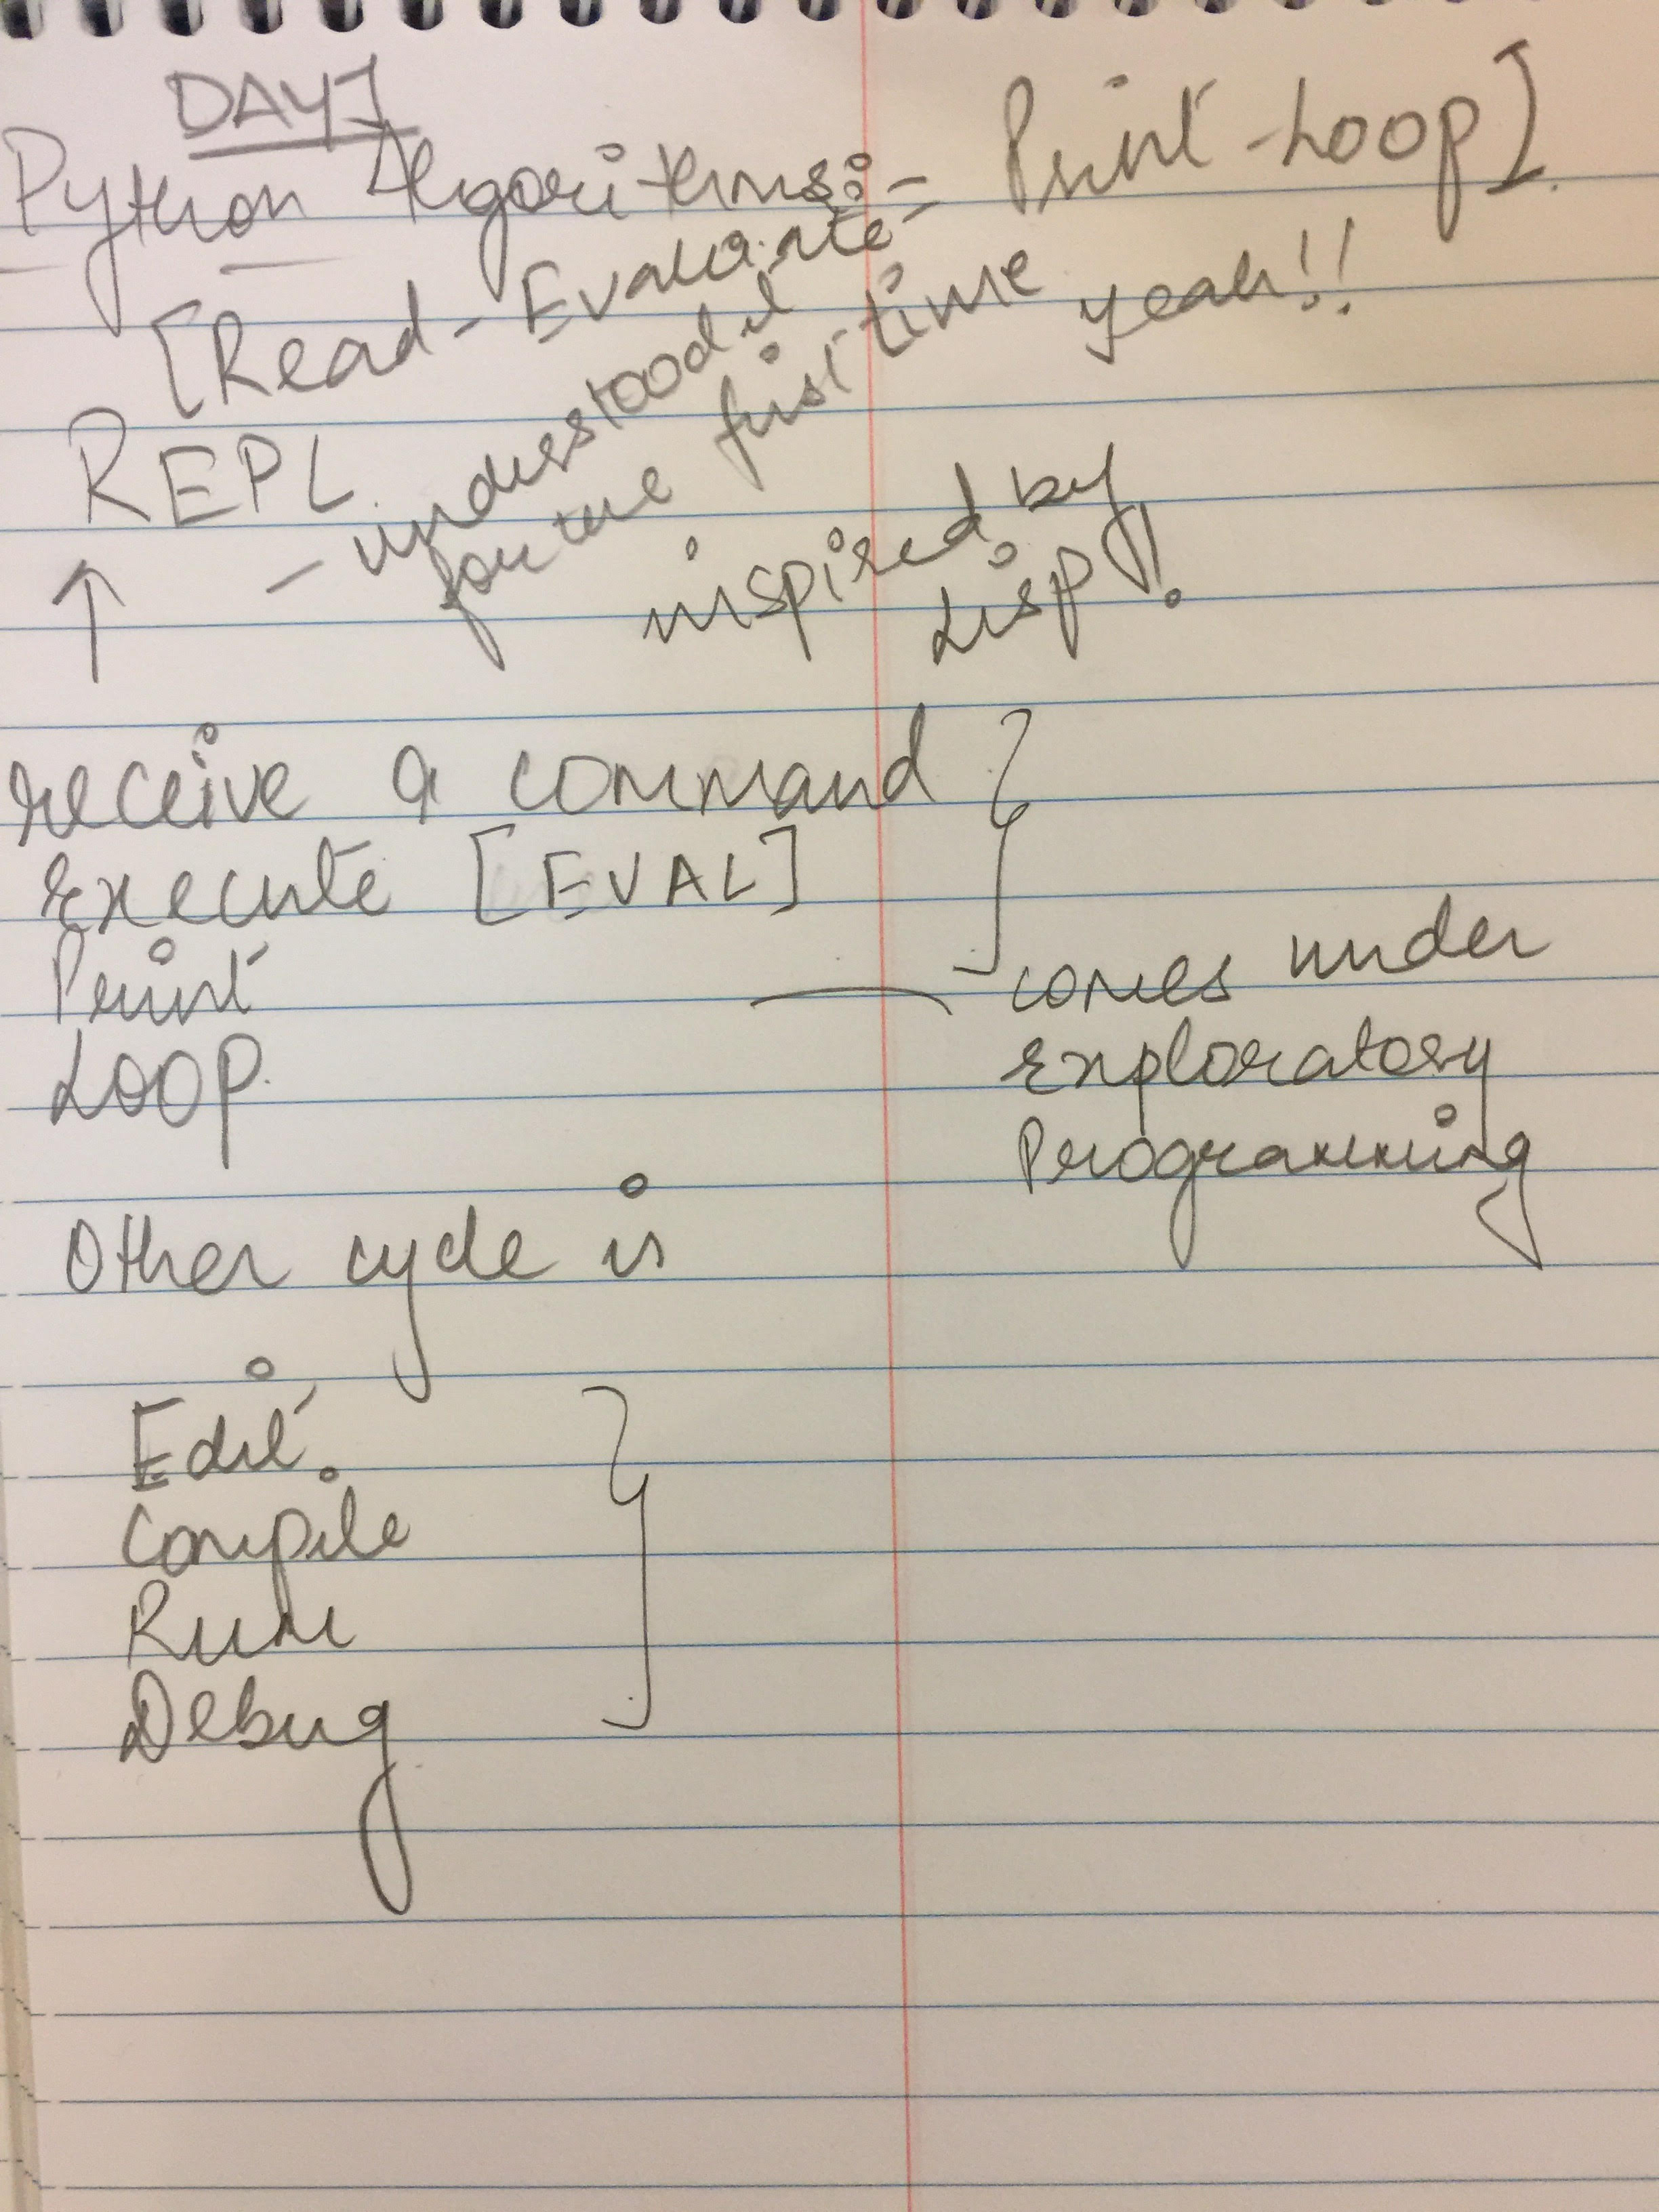 DAY 1
Python Algorithms:-
[Read-Evaluate-Print-Loop].
REPL.
- understood it
for the first time yeah!!
inspired by
Lisp!
↑
receive a command
Execute [EVAL]
Print
LOOP.
comes under
Exploratory
Programming
Other cycle is
Edit.
Compile
Run
Debug